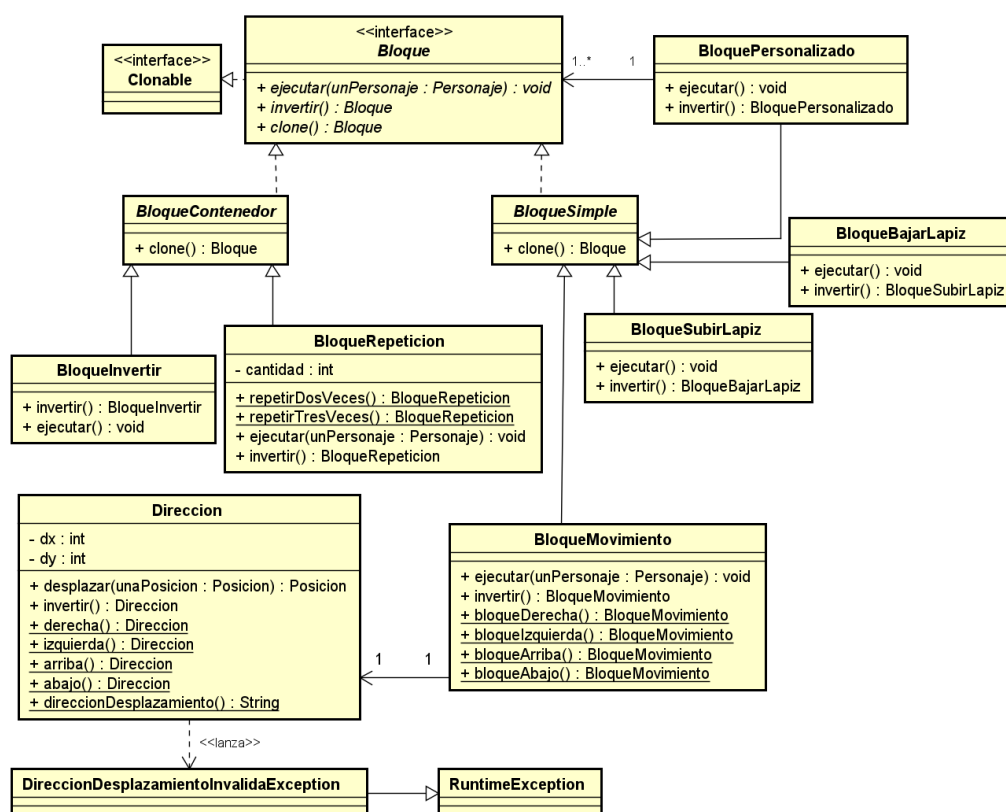 <<interface>>
Clonable
<<interface>>
Bloque
+ ejecutar(unPersonaje : Personaje) : void
+ invertir() : Bloque
+ clone() : Bloque
1..*
1
BloquePersonalizado
+ ejecutar() : void
+ invertir() : BloquePersonalizado
BloqueContenedor
+ clone() : Bloque
BloqueSimple
+ clone() : Bloque
BloqueBajarLapiz
+ ejecutar() : void
+ invertir() : BloqueSubirLapiz
BloqueSubirLapiz
+ ejecutar() : void
+ invertir() : BloqueBajarLapiz
BloqueInvertir
+ invertir() : BloqueInvertir
+ ejecutar() : void
BloqueRepeticion
- cantidad : int
+ repetirDosVeces() : BloqueRepeticion
+ repetirTresVeces() : BloqueRepeticion
+ ejecutar(unPersonaje : Personaje) : void
+ invertir() : BloqueRepeticion
Direccion
- dx : int
- dy : int
+ desplazar(unaPosicion : Posicion) : Posicion
+ invertir() : Direccion
+ derecha() : Direccion
+ izquierda() : Direccion
+ arriba() : Direccion
+ abajo() : Direccion
+ direccionDesplazamiento() : String
1
1
BloqueMovimiento
+ ejecutar(unPersonaje : Personaje) : void
+ invertir() : BloqueMovimiento
+ bloqueDerecha() : BloqueMovimiento
+ bloqueIzquierda() : BloqueMovimiento
+ bloqueArriba() : BloqueMovimiento
+ bloqueAbajo() : BloqueMovimiento
<<lanza>>
DireccionDesplazamientoInvalidaException
RuntimeException